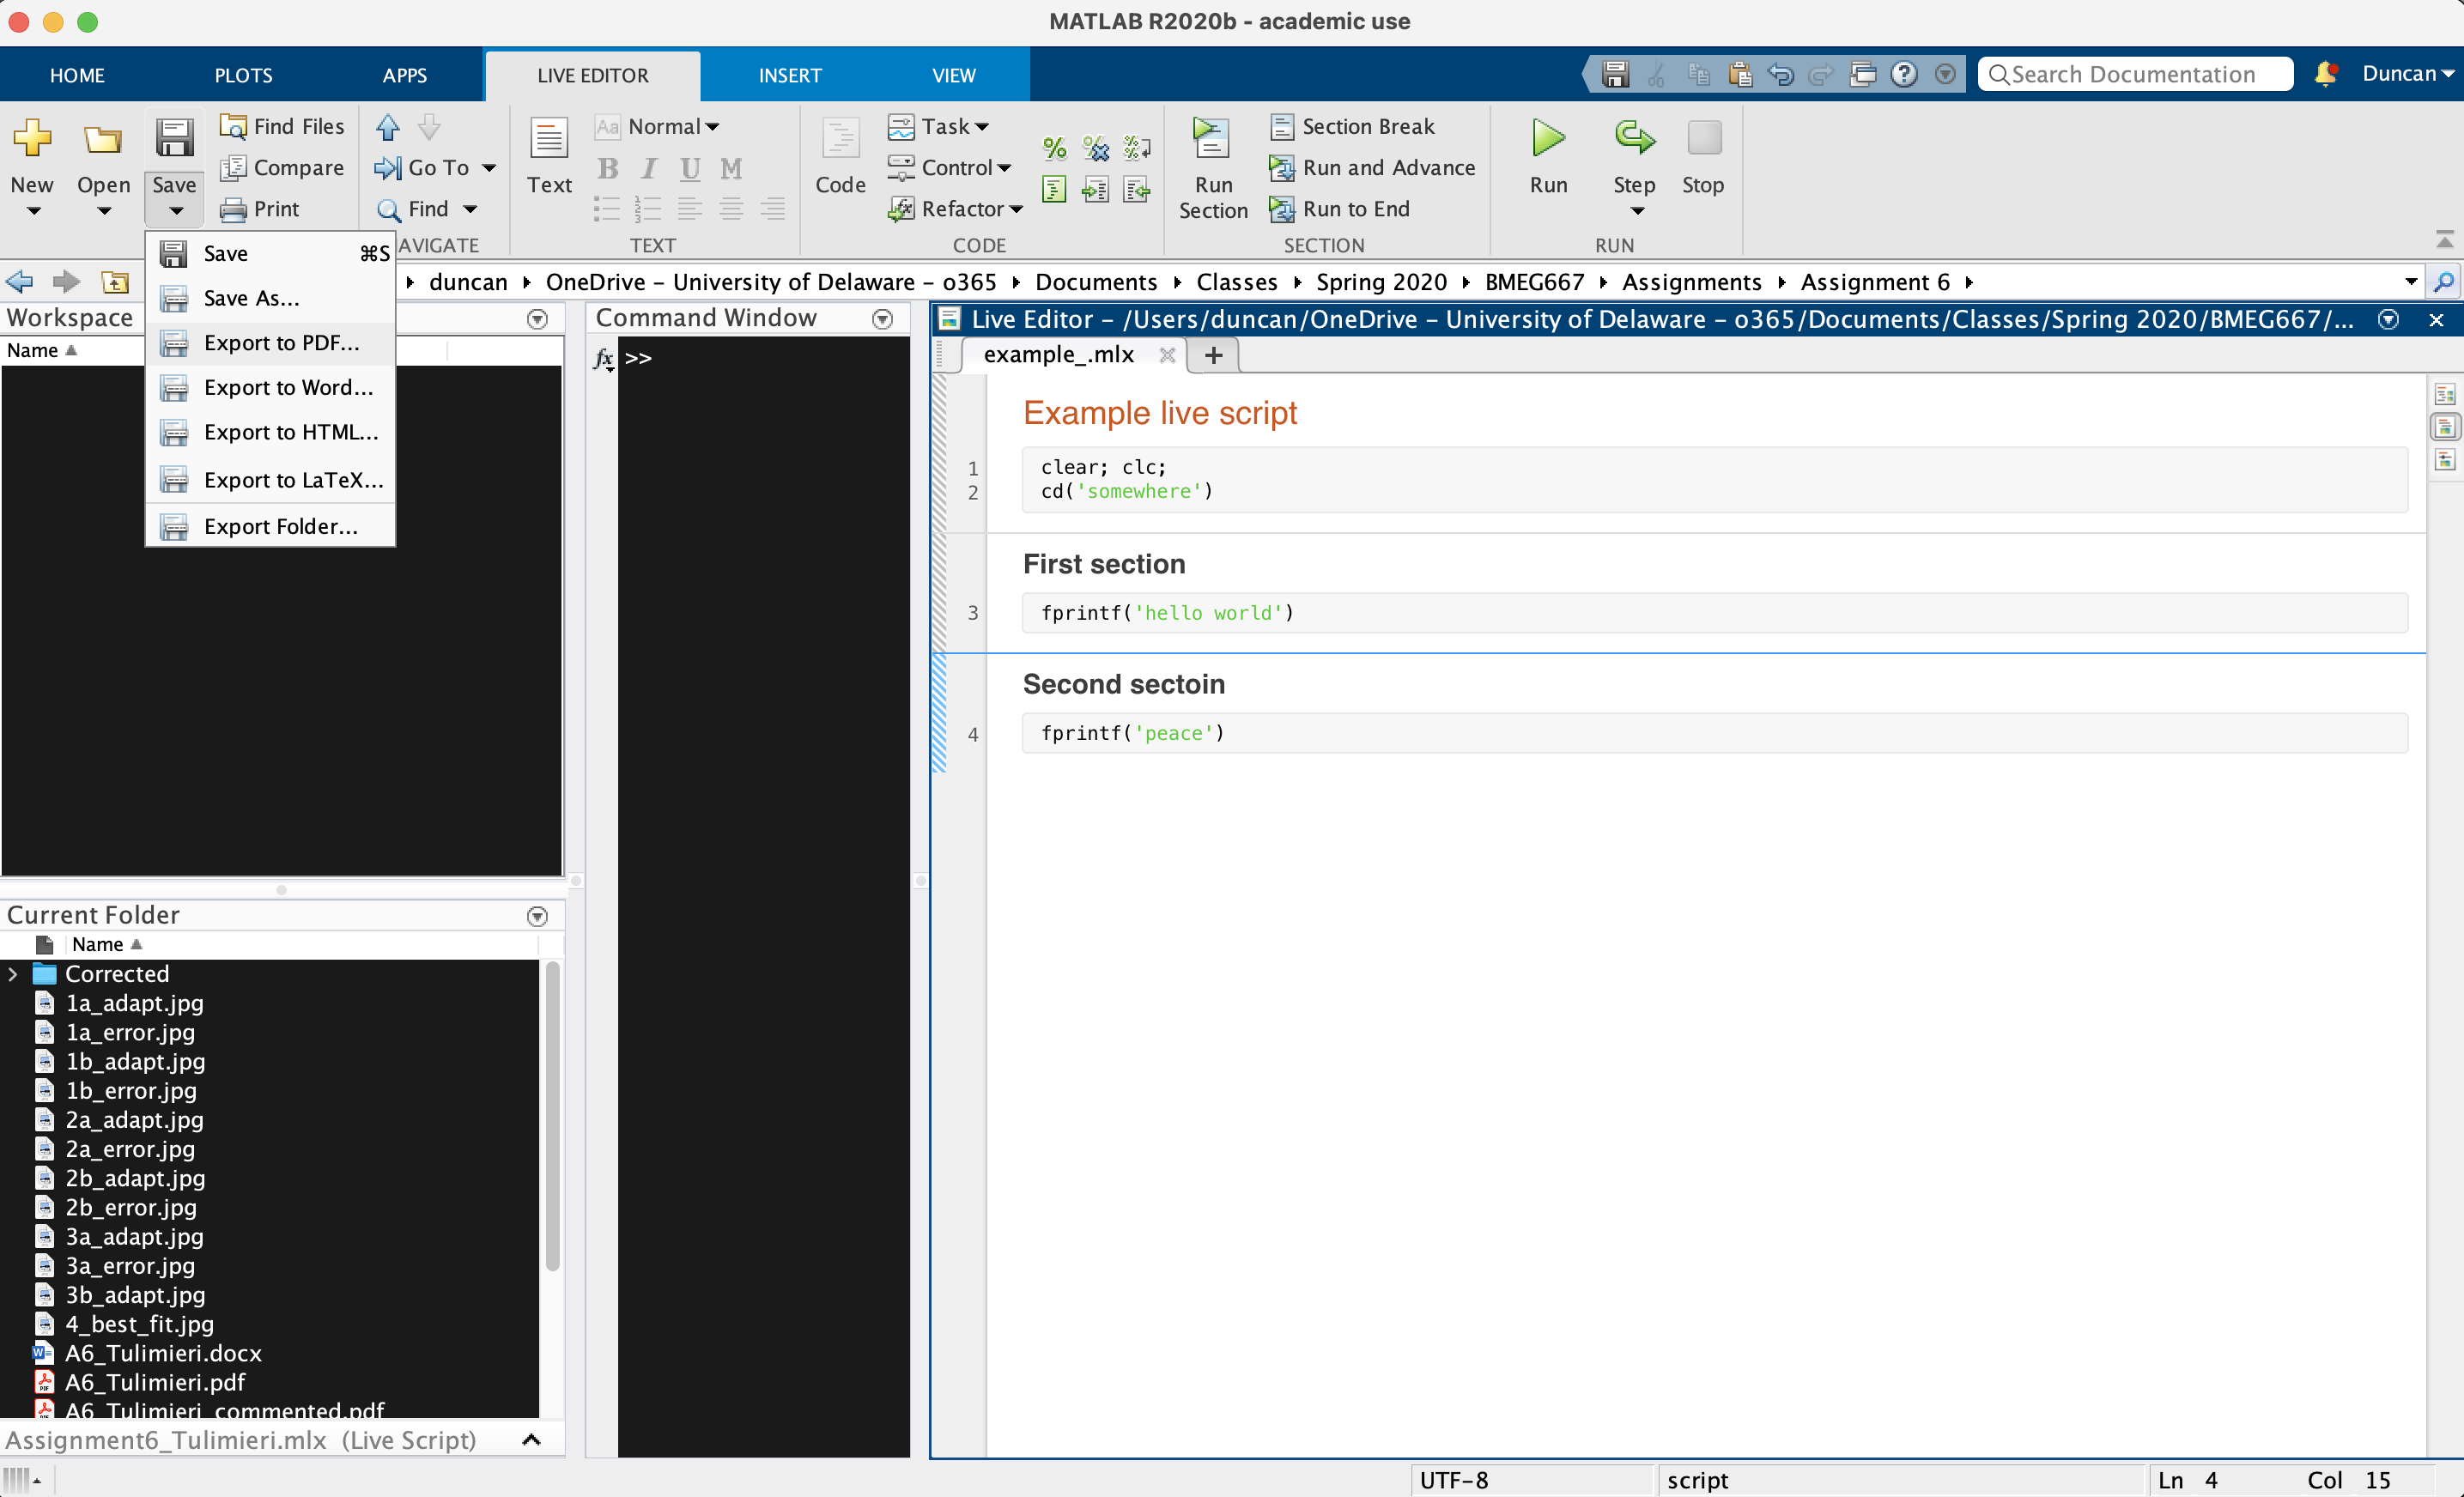 MATLAB R2020b - academic use
HOME PLOTS APPS LIVE EDITOR INSERT VIEW Search Documentation Duncan
New Open Save Find Files Compare Print
Go To Find
NAVIGATE
Text Normal B I U M
TEXT
Code Task Control Refactor
CODE
Run Section Section Break Run and Advance Run to End
SECTION
Run Step Stop
RUN
Save ⌘S
Save As...
Export to PDF...
Export to Word...
Export to HTML...
Export to LaTeX...
Export Folder...
duncan OneDrive – University of Delaware – o365 Documents Classes Spring 2020 BMEG667 Assignments Assignment 6
Workspace
Name
Command Window
fx >>
Live Editor – /Users/duncan/OneDrive – University of Delaware – o365/Documents/Classes/Spring 2020/BMEG667/...
example_.mlx +
Example live script
1 clear; clc;
2 cd('somewhere')
First section
3 fprintf('hello world')
Second sectoin
4 fprintf('peace')
Current Folder
Name
Corrected
1a_adapt.jpg
1a_error.jpg
1b_adapt.jpg
1b_error.jpg
2a_adapt.jpg
2a_error.jpg
2b_adapt.jpg
2b_error.jpg
3a_adapt.jpg
3a_error.jpg
3b_adapt.jpg
4_best_fit.jpg
A6_Tulimieri.docx
A6_Tulimieri.pdf
A6_Tulimieri_commented.pdf
Assignment6_Tulimieri.mlx (Live Script)
UTF-8 script Ln 4 Col 15